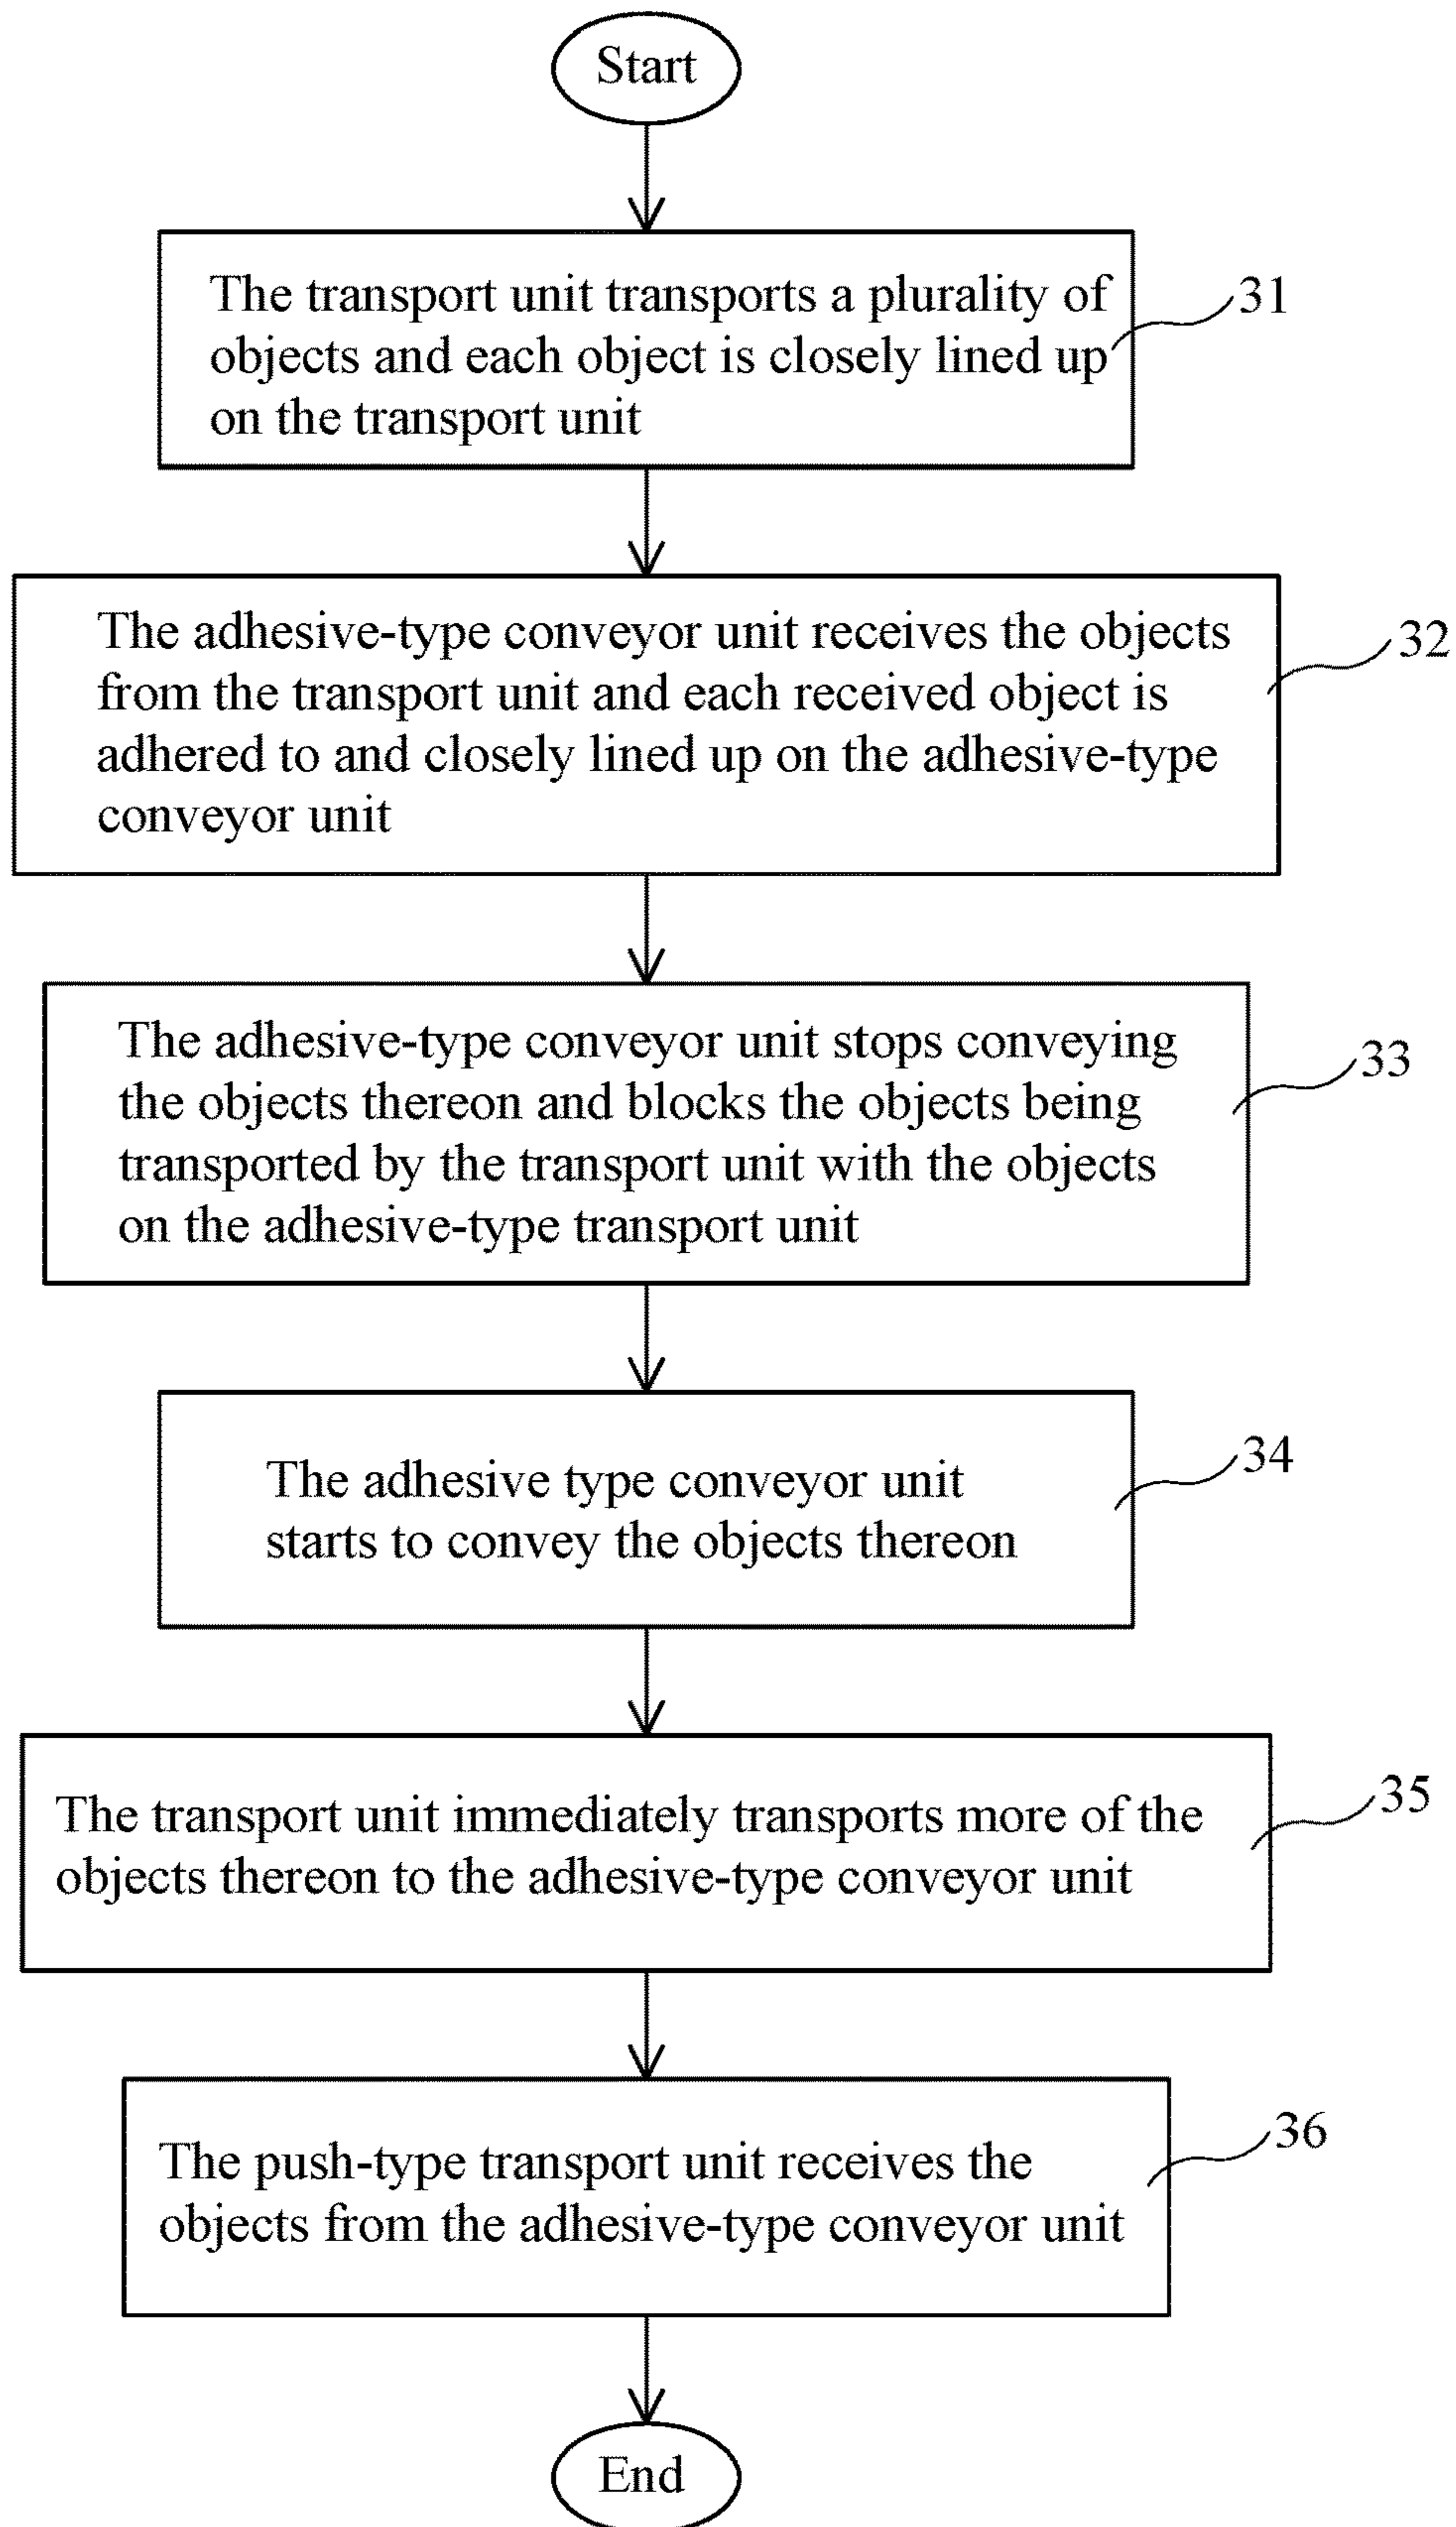 Start
The transport unit transports a plurality of
objects and each object is closely lined up
on the transport unit
31
The adhesive-type conveyor unit receives the objects
from the transport unit and each received object is
adhered to and closely lined up on the adhesive-type
conveyor unit
32
The adhesive-type conveyor unit stops conveying
the objects thereon and blocks the objects being
transported by the transport unit with the objects
on the adhesive-type transport unit
33
The adhesive type conveyor unit
starts to convey the objects thereon
34
The transport unit immediately transports more of the
objects thereon to the adhesive-type conveyor unit
35
The push-type transport unit receives the
objects from the adhesive-type conveyor unit
36
End